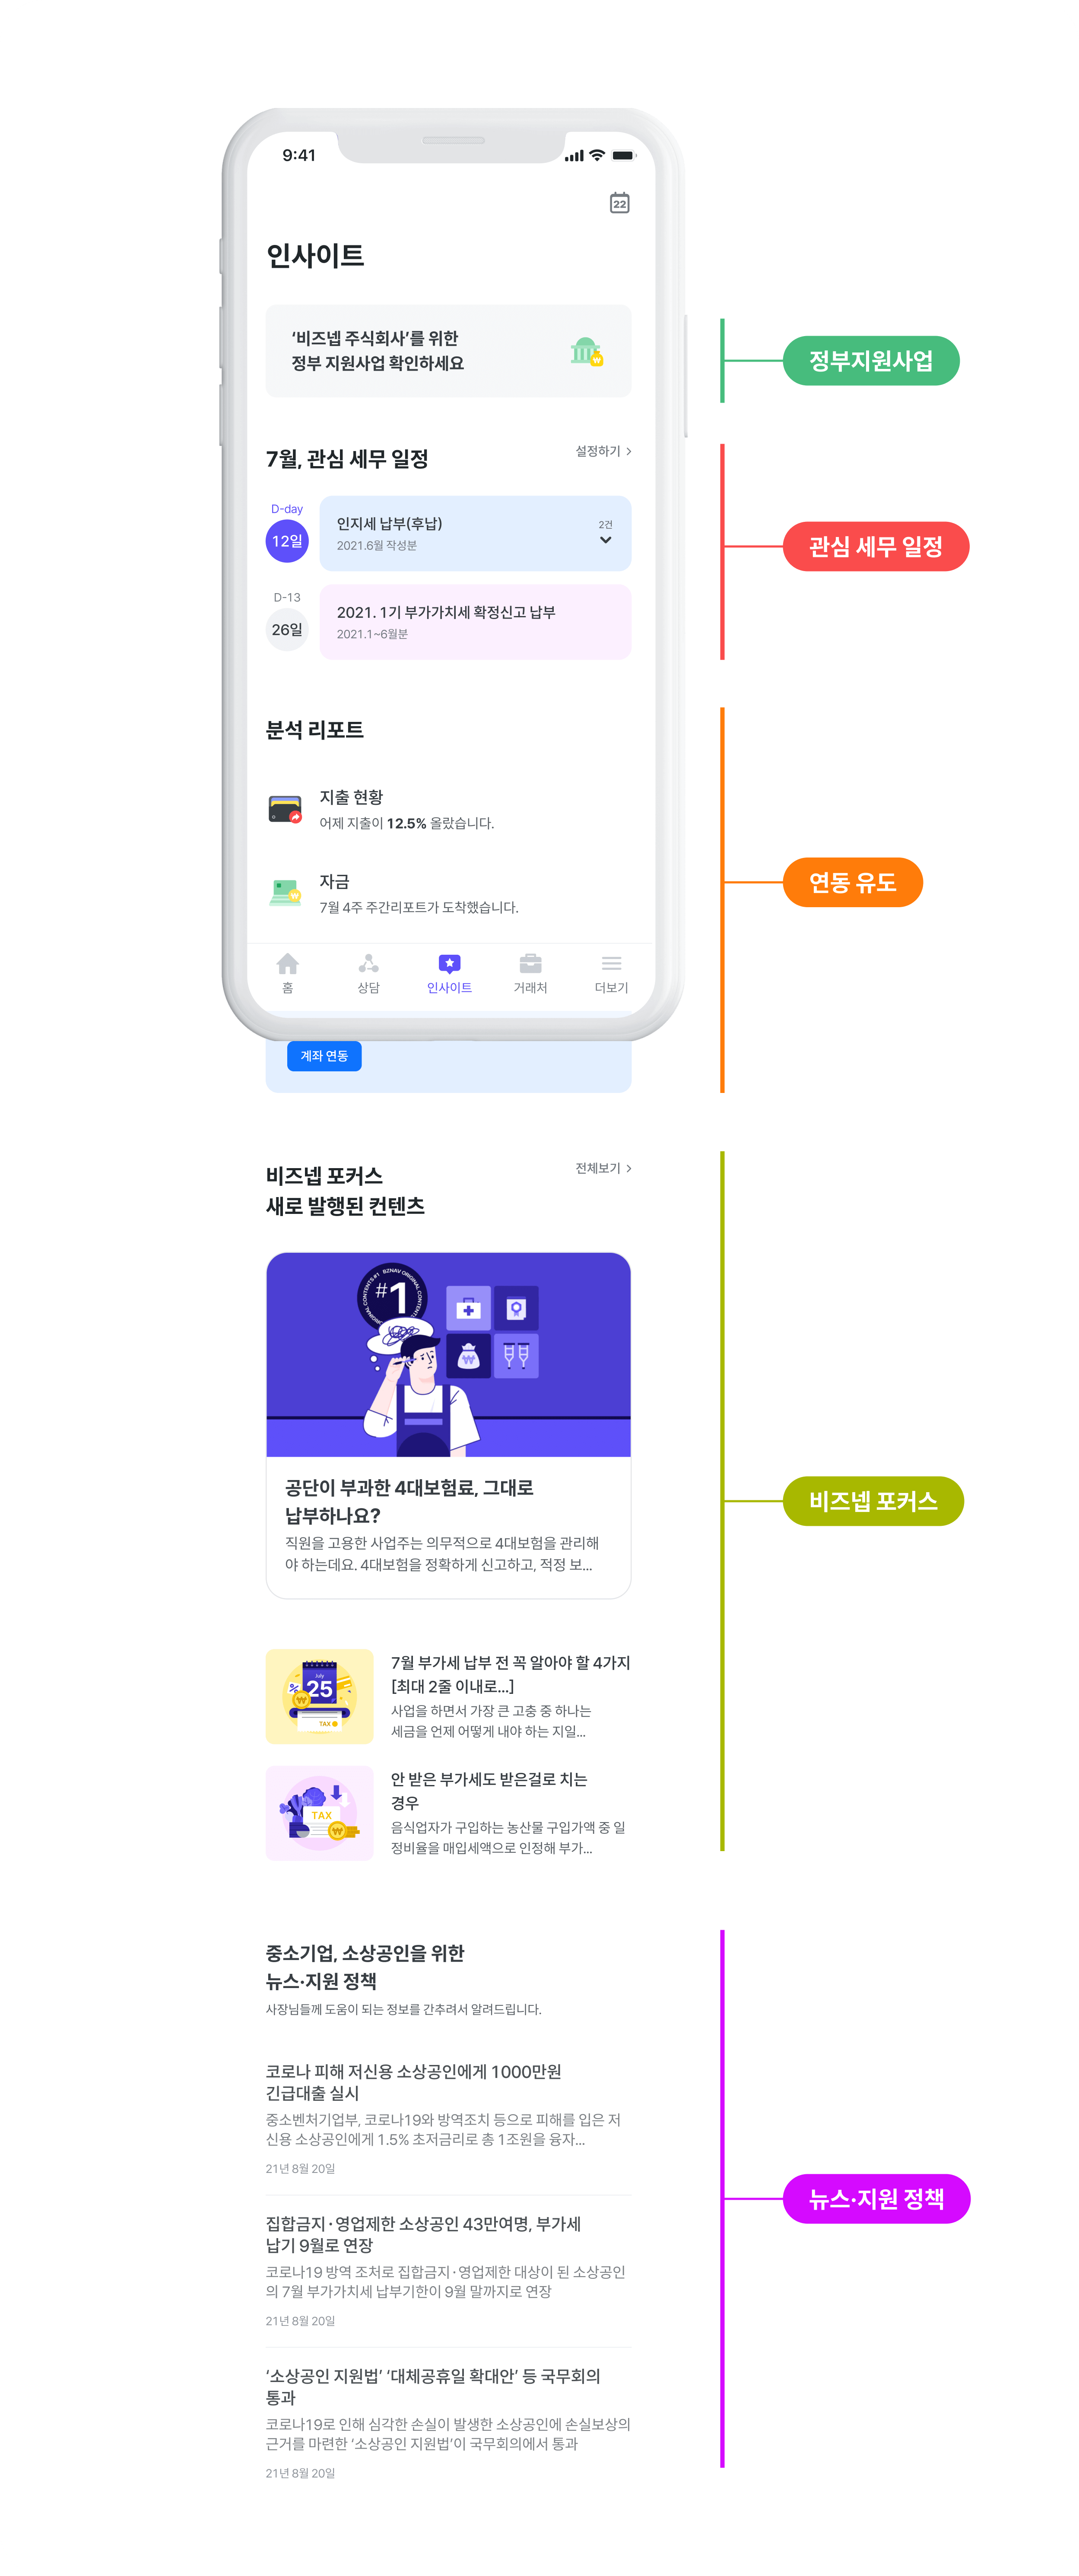 9:41
22
인사이트
‘비즈넵 주식회사’를 위한
정부 지원사업 확인하세요
정부지원사업
7월, 관심 세무 일정
설정하기
D-day
12일
인지세 납부(후납)
2021.6월 작성분
2건
관심 세무 일정
D-13
26일
2021. 1기 부가가치세 확정신고 납부
2021.1~6월분
분석 리포트
지출 현황
어제 지출이 12.5% 올랐습니다.
자금
7월 4주 주간리포트가 도착했습니다.
연동 유도
홈
상담
인사이트
거래처
더보기
계좌 연동
비즈넵 포커스
새로 발행된 컨텐츠
전체보기
BZNAV ORIGINAL CONTENTS #1
#1
공단이 부과한 4대보험료, 그대로
납부하나요?
직원을 고용한 사업주는 의무적으로 4대보험을 관리해
야 하는데요. 4대보험을 정확하게 신고하고, 적정 보...
비즈넵 포커스
July
25
%
₩
TAX
7월 부가세 납부 전 꼭 알아야 할 4가지
[최대 2줄 이내로...]
사업을 하면서 가장 큰 고충 중 하나는
세금을 언제 어떻게 내야 하는 지일...
TAX
₩
안 받은 부가세도 받은걸로 치는
경우
음식업자가 구입하는 농산물 구입가액 중 일
정비율을 매입세액으로 인정해 부가...
중소기업, 소상공인을 위한
뉴스·지원 정책
사장님들께 도움이 되는 정보를 간추려서 알려드립니다.
코로나 피해 저신용 소상공인에게 1000만원
긴급대출 실시
중소벤처기업부, 코로나19와 방역조치 등으로 피해를 입은 저
신용 소상공인에게 1.5% 초저금리로 총 1조원을 융자...
21년 8월 20일
뉴스·지원 정책
집합금지·영업제한 소상공인 43만여명, 부가세
납기 9월로 연장
코로나19 방역 조처로 집합금지·영업제한 대상이 된 소상공인
의 7월 부가가치세 납부기한이 9월 말까지로 연장
21년 8월 20일
‘소상공인 지원법’ ‘대체공휴일 확대안’ 등 국무회의
통과
코로나19로 인해 심각한 손실이 발생한 소상공인에 손실보상의
근거를 마련한 ‘소상공인 지원법’이 국무회의에서 통과
21년 8월 20일